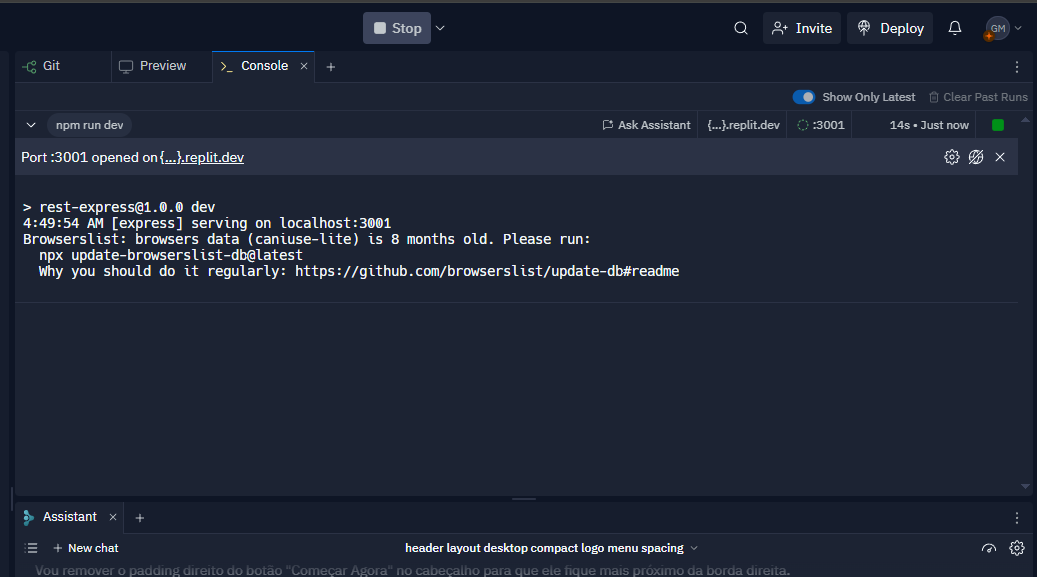 Stop
Invite
Deploy
GM
Git
Preview
Console
Show Only Latest
Clear Past Runs
npm run dev
Ask Assistant
{...}.replit.dev
:3001
14s • Just now
Port :3001 opened on {...}.replit.dev
> rest-express@1.0.0 dev
4:49:54 AM [express] serving on localhost:3001
Browserslist: browsers data (caniuse-lite) is 8 months old. Please run:
npx update-browserslist-db@latest
Why you should do it regularly: https://github.com/browserslist/update-db#readme
Assistant
New chat
header layout desktop compact logo menu spacing
Vou remover o padding direito do botão "Começar Agora" no cabeçalho para que ele fique mais próximo da borda direita.